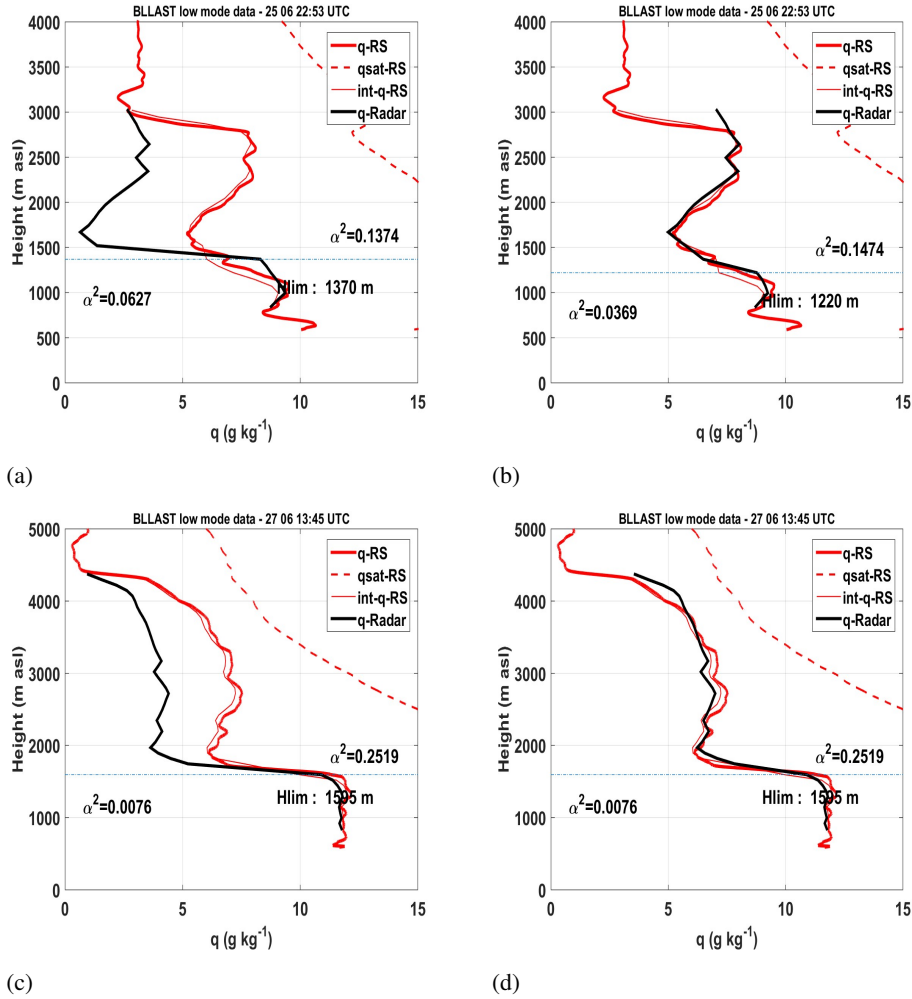 BLLAST low mode data - 25 06 22:53 UTC
4000
3500
3000
2500
2000
1500
1000
500
0
Height (m asl)
q-RS
qsat-RS
int-q-RS
q-Radar
α²=0.1374
α²=0.0627
Hlim : 1370 m
0 5 10 15
q (g kg⁻¹)
(a)
BLLAST low mode data - 25 06 22:53 UTC
4000
3500
3000
2500
2000
1500
1000
500
0
Height (m asl)
q-RS
qsat-RS
int-q-RS
q-Radar
α²=0.1474
α²=0.0369
Hlim : 1220 m
0 5 10 15
q (g kg⁻¹)
(b)
BLLAST low mode data - 27 06 13:45 UTC
5000
4000
3000
2000
1000
0
Height (m asl)
q-RS
qsat-RS
int-q-RS
q-Radar
α²=0.2519
α²=0.0076
Hlim : 1595 m
0 5 10 15
q (g kg⁻¹)
(c)
BLLAST low mode data - 27 06 13:45 UTC
5000
4000
3000
2000
1000
0
Height (m asl)
q-RS
qsat-RS
int-q-RS
q-Radar
α²=0.2519
α²=0.0076
Hlim : 1595 m
0 5 10 15
q (g kg⁻¹)
(d)